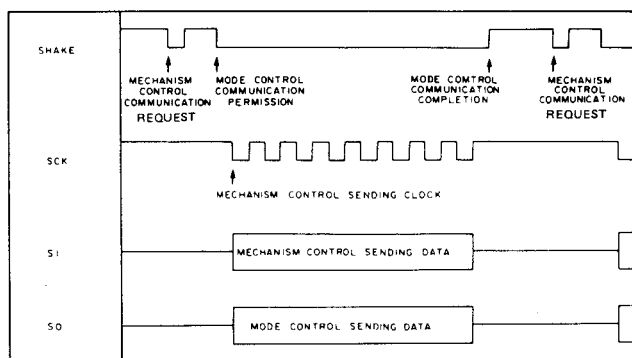 SHAKE
MECHANISM
CONTROL
COMMUNICATION
REQUEST
MODE CONTROL
COMMUNICATION
PERMISSION
MODE COMTROL
COMMUNICATION
COMPLETION
MECHANISM
CONTROL
COMMUNICATION
REQUEST
SCK
MECHANISM CONTROL SENDING CLOCK
SI
MECHANISM CONTROL SENDING DATA
SO
MODE CONTROL SENDING DATA